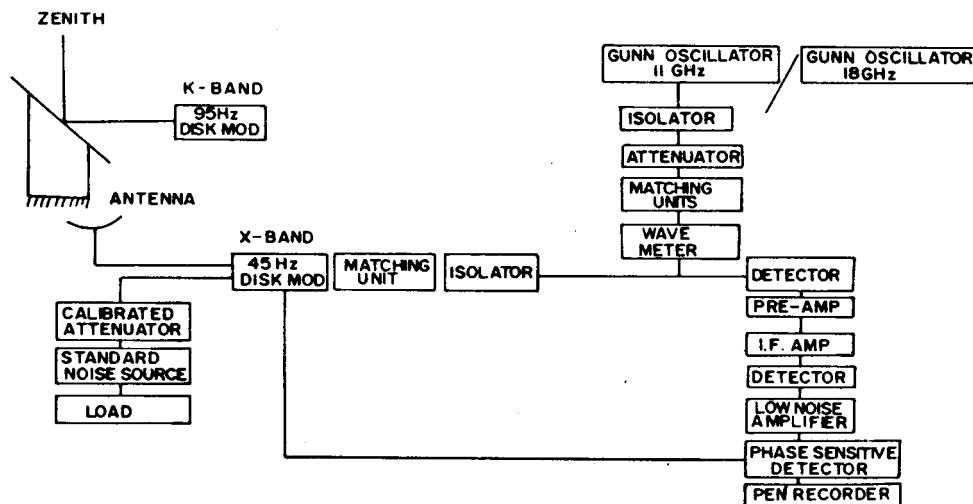 ZENITH
K-BAND
95Hz
DISK MOD
ANTENNA
GUNN OSCILLATOR
11 GHz
GUNN OSCILLATOR
18GHz
ISOLATOR
ATTENUATOR
MATCHING
UNITS
WAVE
METER
X-BAND
45 Hz
DISK MOD
MATCHING
UNIT
ISOLATOR
DETECTOR
PRE-AMP
I.F. AMP
DETECTOR
LOW NOISE
AMPLIFIER
PHASE SENSITIVE
DETECTOR
PEN RECORDER
CALIBRATED
ATTENUATOR
STANDARD
NOISE SOURCE
LOAD